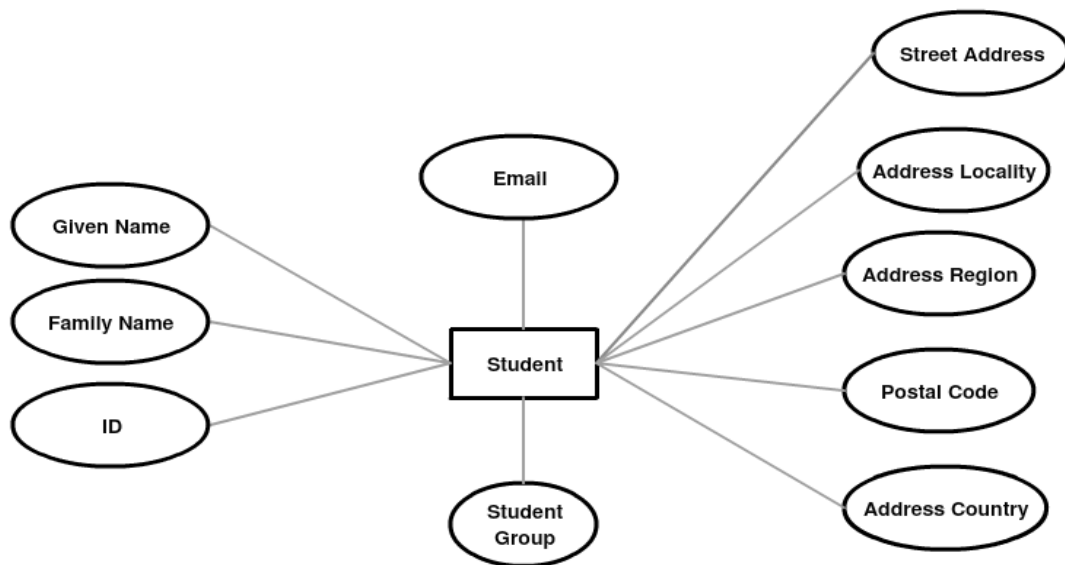 Street Address
Address Locality
Email
Given Name
Address Region
Family Name
Student
Postal Code
ID
Address Country
Student
Group